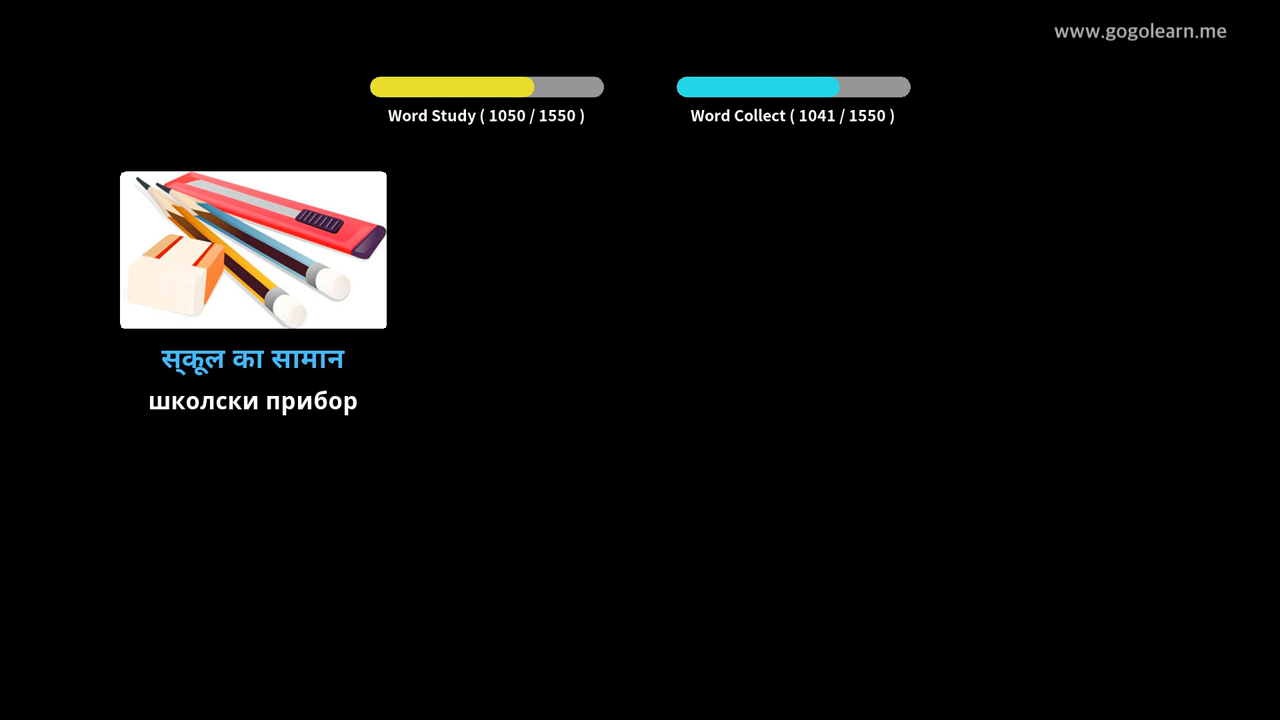 www.gogolearn.me
Word Study ( 1050 / 1550 )
Word Collect ( 1041 / 1550 )
स्कूल का सामान
школски прибор